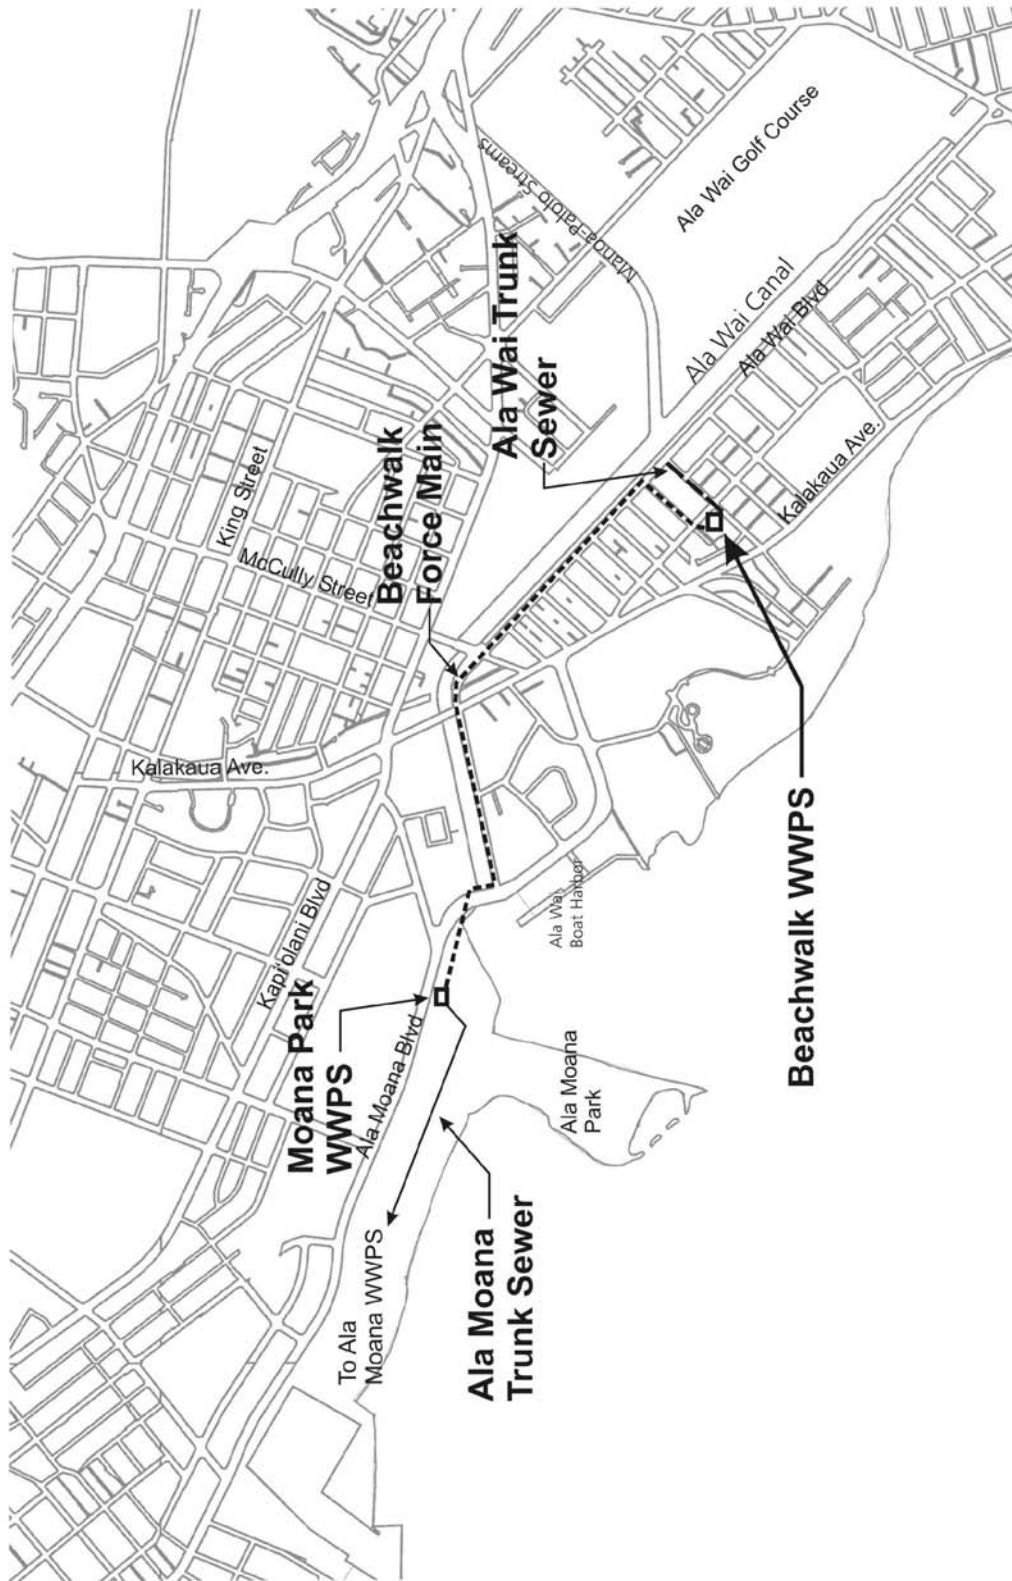 To Ala
Moana WWPS
Ala Moana
Trunk Sewer
Moana Park
WWPS
Ala Moana Blvd
Ala Moana
Park
Kapi'olani Blvd
Ala Wai
Boat Harbor
Kalakaua Ave.
King Street
McCully Street
Beachwalk
Force Main
Beachwalk WWPS
Ala Wai Trunk
Sewer
Kalakaua Ave.
Manoa-Palolo Streams
Ala Wai Canal
Ala Wai Blvd
Ala Wai Golf Course